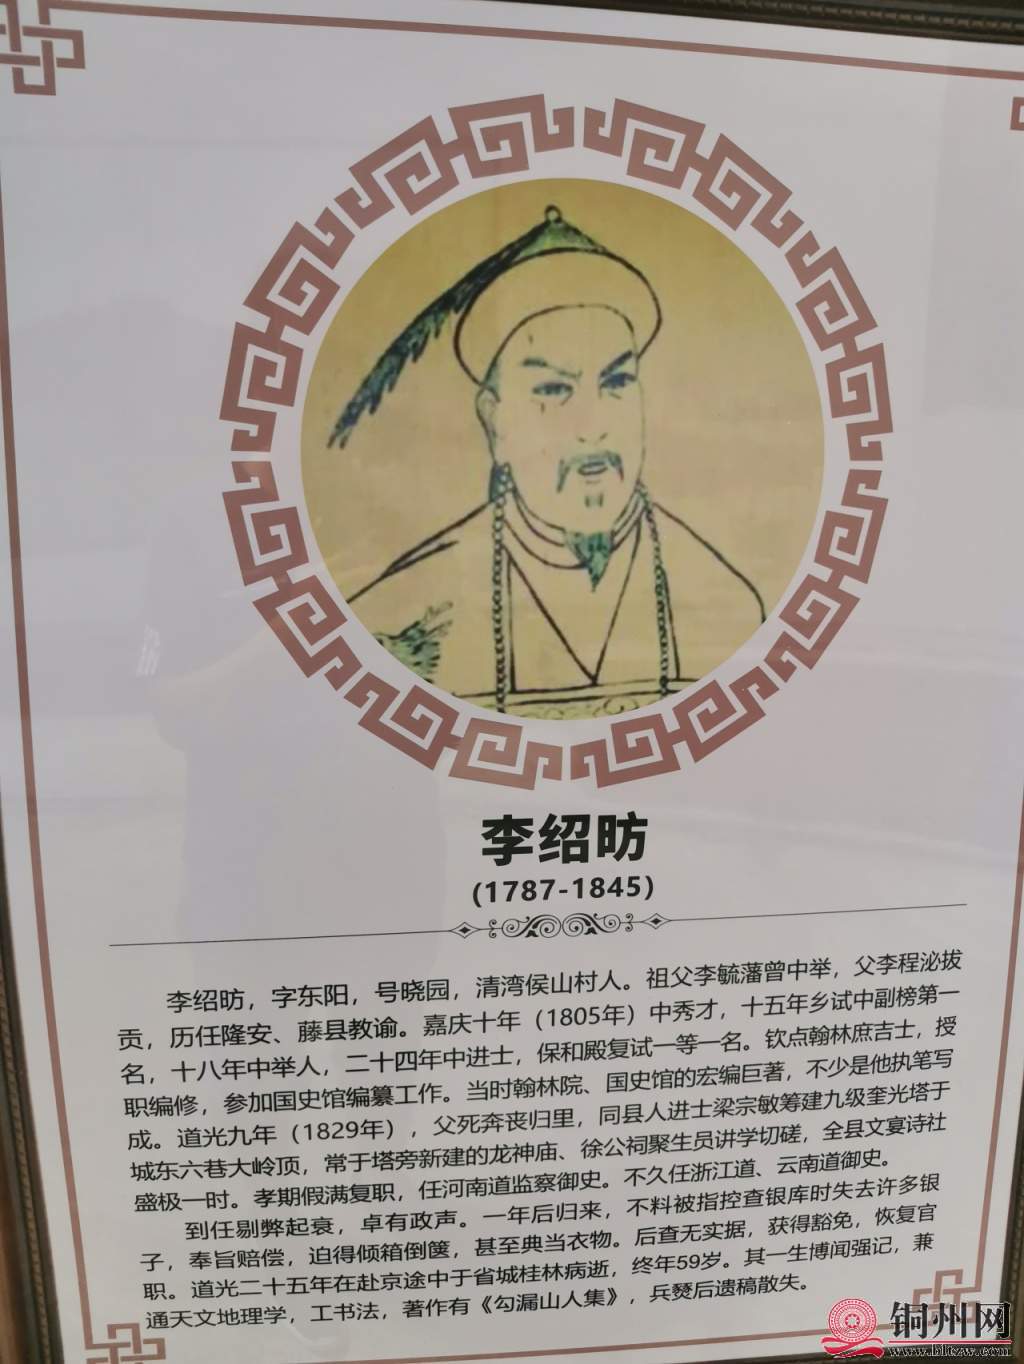 李绍昉
(1787-1845)
李绍昉，字东阳，号晓园，清湾侯山村人。祖父李毓藩曾中举，父李程泌拔
贡，历任隆安、藤县教谕。嘉庆十年（1805年）中秀才，十五年乡试中副榜第一
名，十八年中举人，二十四年中进士，保和殿复试一等一名。钦点翰林庶吉士，授
职编修，参加国史馆编纂工作。当时翰林院、国史馆的宏编巨著，不少是他执笔写
成。道光九年（1829年），父死奔丧归里，同县人进士梁宗敏筹建九级奎光塔于
城东六巷大岭顶，常于塔旁新建的龙神庙、徐公祠聚生员讲学切磋，全县文宴诗社
盛极一时。孝期假满复职，任河南道监察御史。不久任浙江道、云南道御史。
到任剔弊起衰，卓有政声。一年后归来，不料被指控查银库时失去许多银
子，奉旨赔偿，迫得倾箱倒箧，甚至典当衣物。后查无实据，获得豁免，恢复官
职。道光二十五年在赴京途中于省城桂林病逝，终年59岁。其一生博闻强记，兼
通天文地理学，工书法，著作有《勾漏山人集》，兵燹后遗稿散失。
铜州网
www.bltzw.com